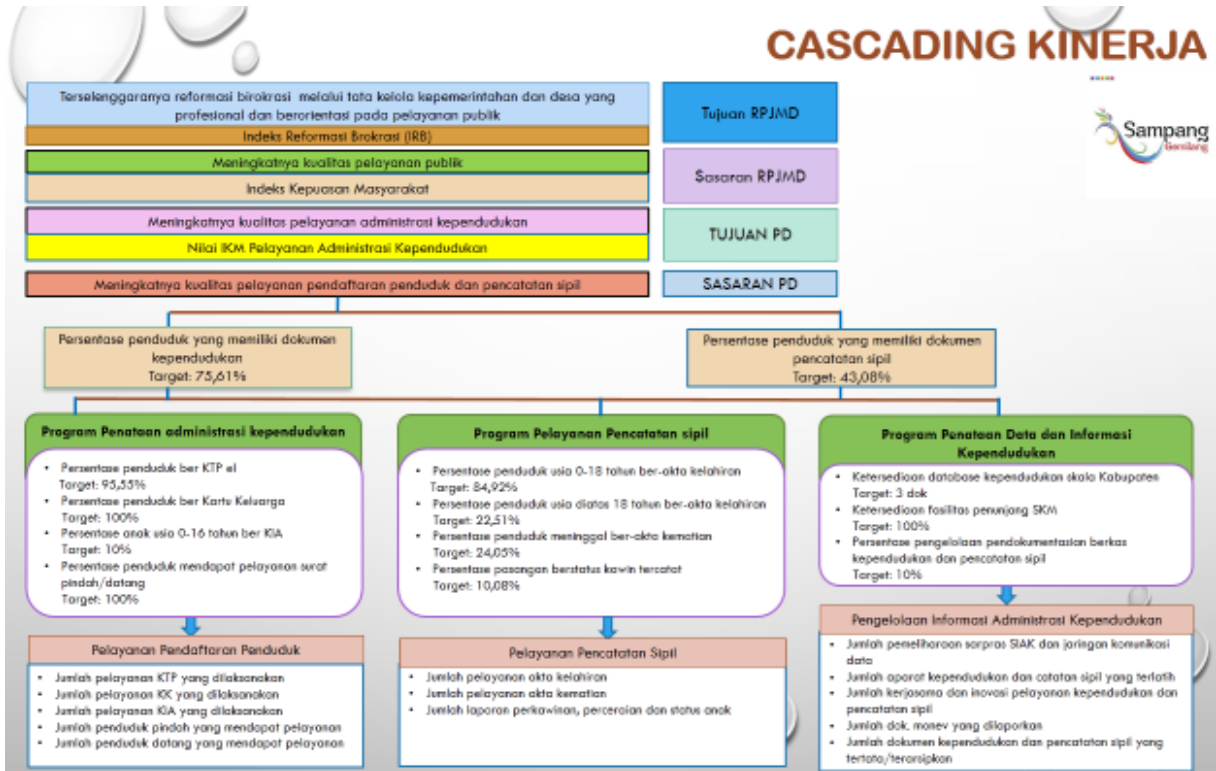 CASCADING KINERJA
Terselenggaranya reformasi birokrasi melalui tata kelola kepemerintahan dan desa yang
profesional dan berorientasi pada pelayanan publik
Indeks Reformasi Brokrasi (IRB)
Tujuan RPJMD
Sampang
Gemilang
Meningkatnya kualitas pelayanan publik
Indeks Kepuasan Masyarakat
Sasaran RPJMD
Meningkatnya kualitas pelayanan administrasi kependudukan
Nilai IKM Pelayanan Administrasi Kependudukan
TUJUAN PD
Meningkatnya kualitas pelayanan pendaftaran penduduk dan pencatatan sipil
SASARAN PD
Persentase penduduk yang memiliki dokumen
kependudukan
Target: 75,61%
Persentase penduduk yang memiliki dokumen
pencatatan sipil
Target: 43,08%
Program Penataan administrasi kependudukan
• Persentase penduduk ber KTP el
Target: 95,55%
• Persentase penduduk ber Kartu Keluarga
Target: 100%
• Persentase anak usia 0-16 tahun ber KIA
Target: 10%
• Persentase penduduk mendapat pelayanan surat
pindah/datang
Target: 100%
Pelayanan Pendaftaran Penduduk
• Jumlah pelayanan KTP yang dilaksanakan
• Jumlah pelayanan KK yang dilaksanakan
• Jumlah pelayanan KIA yang dilaksanakan
• Jumlah penduduk pindah yang mendapat pelayanan
• Jumlah penduduk datang yang mendapat pelayanan
Program Pelayanan Pencatatan sipil
• Persentase penduduk usia 0-18 tahun ber-akta kelahiran
Target: 84,92%
• Persentase penduduk usia diatas 18 tahun ber-akta kelahiran
Target: 22,51%
• Persentase penduduk meninggal ber-akta kematian
Target: 24,05%
• Persentase pasangan berstatus kawin tercatat
Target: 10,08%
Pelayanan Pencatatan Sipil
• Jumlah pelayanan akta kelahiran
• Jumlah pelayanan akta kematian
• Jumlah laporan perkawinan, perceraian dan status anak
Program Penataan Data dan Informasi
Kependudukan
• Ketersediaan database kependudukan skala Kabupaten
Target: 3 dok
• Ketersediaan fasilitas penunjang SKM
Target: 100%
• Persentase pengelolaan pendokumentasian berkas
kependudukan dan pencatatan sipil
Target: 10%
Pengelolaan Informasi Administrasi Kependudukan
• Jumlah pemeliharaan sarpras SIAK dan jaringan komunikasi
data
• Jumlah aparat kependudukan dan catatan sipil yang terlatih
• Jumlah kerjasama dan inovasi pelayanan kependudukan dan
pencatatan sipil
• Jumlah dok. monev yang dilaporkan
• Jumlah dokumen kependudukan dan pencatatan sipil yang
tertata/terarsipkan